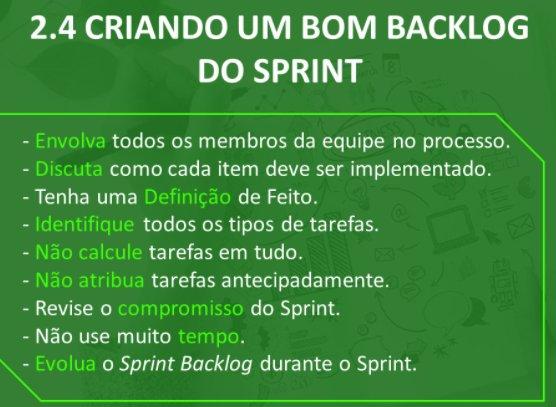 2.4 CRIANDO UM BOM BACKLOG
DO SPRINT
- Envolva todos os membros da equipe no processo.
- Discuta como cada item deve ser implementado.
- Tenha uma Definição de Feito.
- Identifique todos os tipos de tarefas.
- Não calcule tarefas em tudo.
- Não atribua tarefas antecipadamente.
- Revise o compromisso do Sprint.
- Não use muito tempo.
- Evolua o Sprint Backlog durante o Sprint.